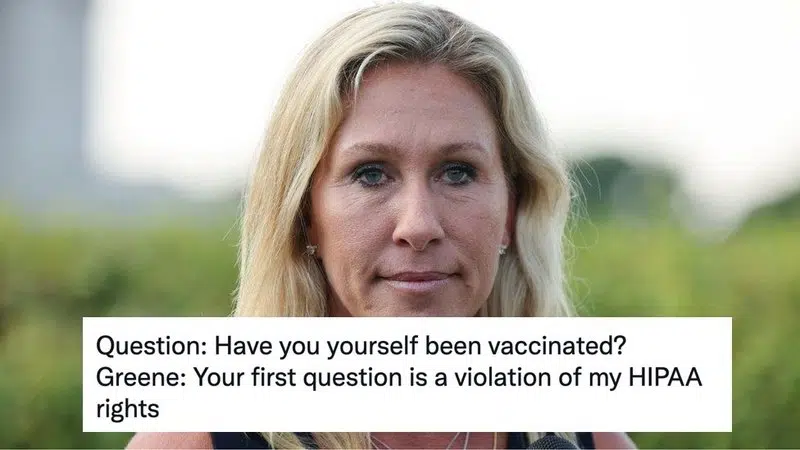 Question: Have you yourself been vaccinated?
Greene: Your first question is a violation of my HIPAA
rights